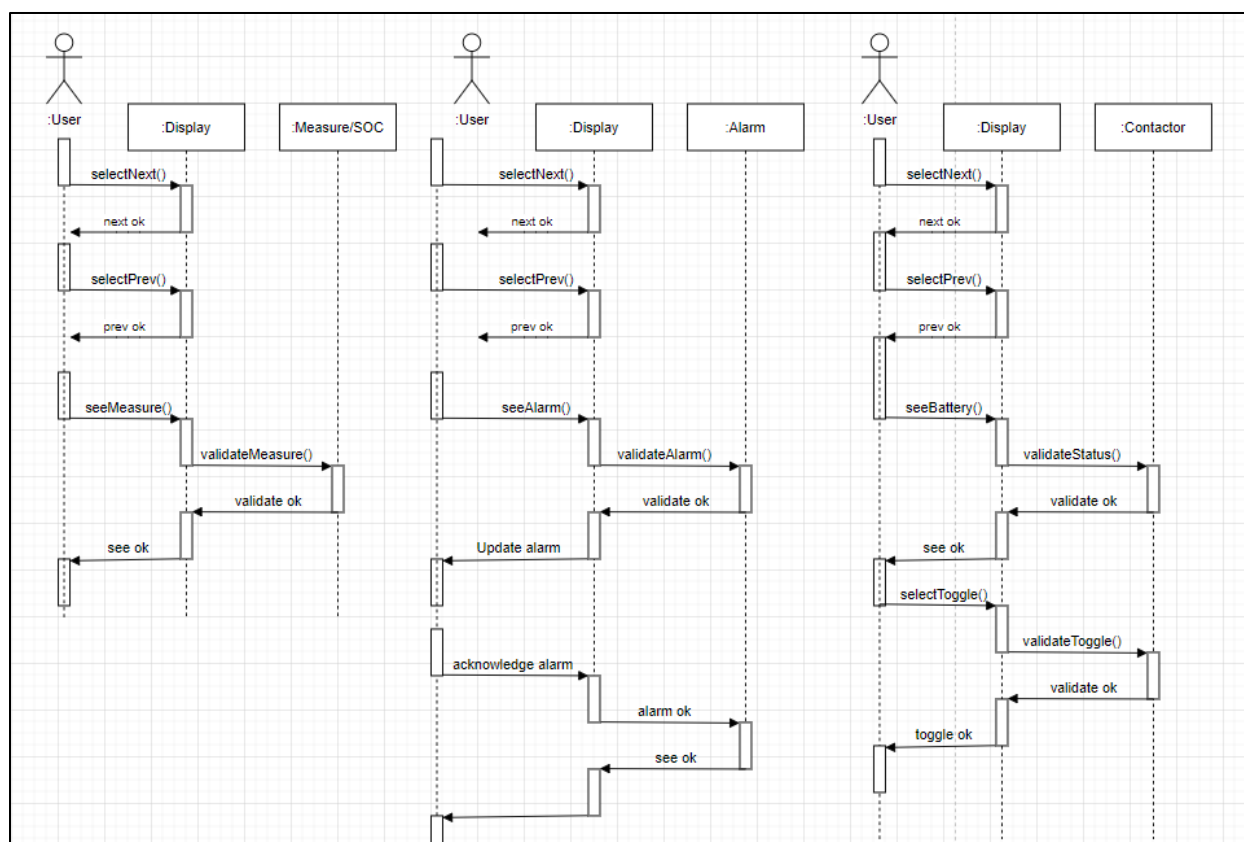 :User
:Display
:Measure/SOC
selectNext()
next ok
selectPrev()
prev ok
seeMeasure()
validateMeasure()
validate ok
see ok
:User
:Display
:Alarm
selectNext()
next ok
selectPrev()
prev ok
seeAlarm()
validateAlarm()
validate ok
Update alarm
acknowledge alarm
alarm ok
see ok
:User
:Display
:Contactor
selectNext()
next ok
selectPrev()
prev ok
seeBattery()
validateStatus()
validate ok
see ok
selectToggle()
validateToggle()
validate ok
toggle ok